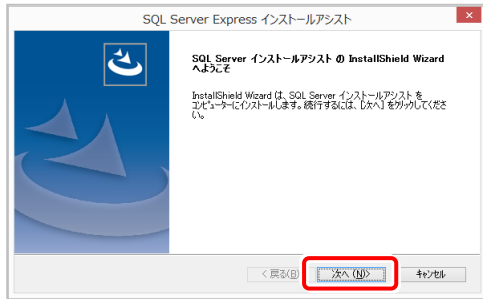 SQL Server Express インストールアシスト
SQL Server インストールアシスト の InstallShield Wizard
へようこそ
InstallShield Wizard は、SQL Server インストールアシスト を
コンピューターにインストールします。続行するには、[次へ] をクリックしてくださ
い。
< 戻る(B) 次へ (N)> キャンセル